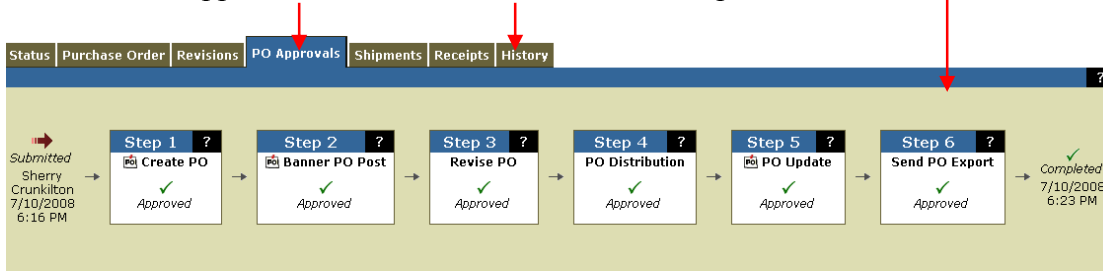 Status Purchase Order Revisions PO Approvals Shipments Receipts History
?
Step 1 ? Step 2 ? Step 3 ? Step 4 ? Step 5 ? Step 6 ?
PO Create PO PO Banner PO Post Revise PO PO Distribution PO PO Update Send PO Export
Approved Approved Approved Approved Approved Approved
Submitted
Sherry
Crunkilton
7/10/2008
6:16 PM
Completed
7/10/2008
6:23 PM